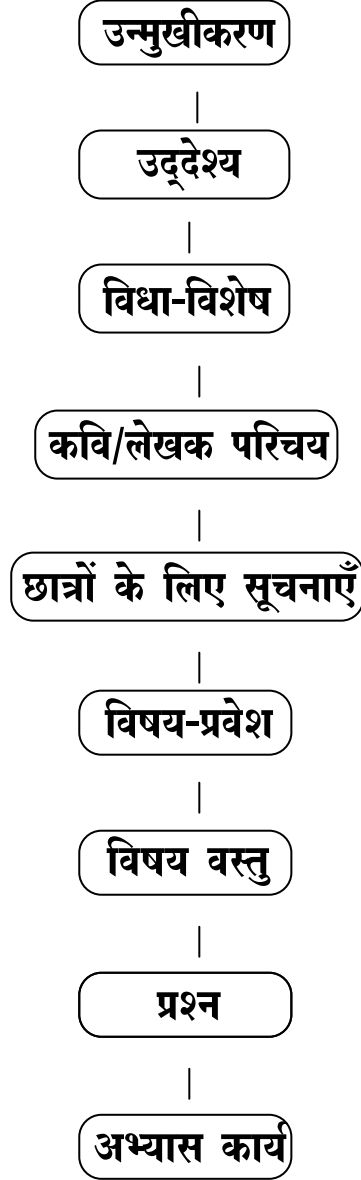 उन्मुखीकरण
उद्देश्य
विधा-विशेष
कवि/लेखक परिचय
छात्रों के लिए सूचनाएँ
विषय-प्रवेश
विषय वस्तु
प्रश्न
अभ्यास कार्य